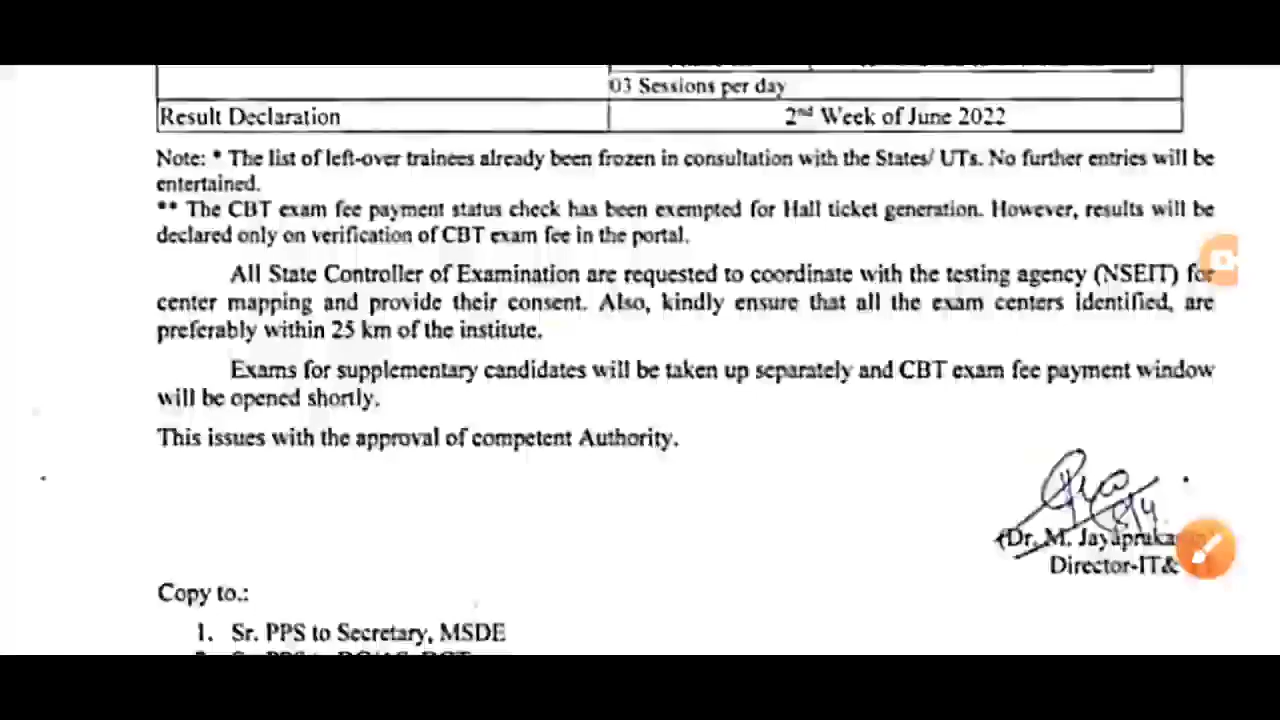 03 Sessions per day
Result Declaration 2nd Week of June 2022
Note: * The list of left-over trainees already been frozen in consultation with the States/ UTs. No further entries will be
entertained.
** The CBT exam fee payment status check has been exempted for Hall ticket generation. However, results will be
declared only on verification of CBT exam fee in the portal.
All State Controller of Examination are requested to coordinate with the testing agency (NSEIT) for
center mapping and provide their consent. Also, kindly ensure that all the exam centers identified, are
preferably within 25 km of the institute.
Exams for supplementary candidates will be taken up separately and CBT exam fee payment window
will be opened shortly.
This issues with the approval of competent Authority.
(Dr. M.
Director-IT&
Copy to.:
1. Sr. PPS to Secretary, MSDE